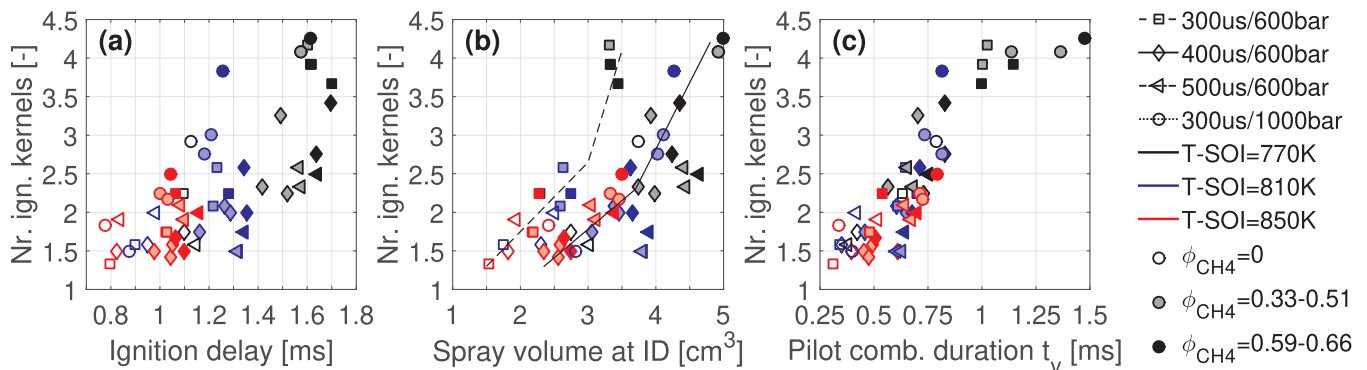 (a)
Nr. ign. kernels [-]
4.5
4
3.5
3
2.5
2
1.5
1
0.8 1 1.2 1.4 1.6 1.8
Ignition delay [ms]
(b)
Nr. ign. kernels [-]
4.5
4
3.5
3
2.5
2
1.5
1
1 2 3 4 5
Spray volume at ID [cm³]
(c)
Nr. ign. kernels [-]
4.5
4
3.5
3
2.5
2
1.5
1
0.25 0.5 0.75 1 1.25 1.5
Pilot comb. duration t_v [ms]
300us/600bar
400us/600bar
500us/600bar
300us/1000bar
T-SOI=770K
T-SOI=810K
T-SOI=850K
ϕCH4=0
ϕCH4=0.33-0.51
ϕCH4=0.59-0.66